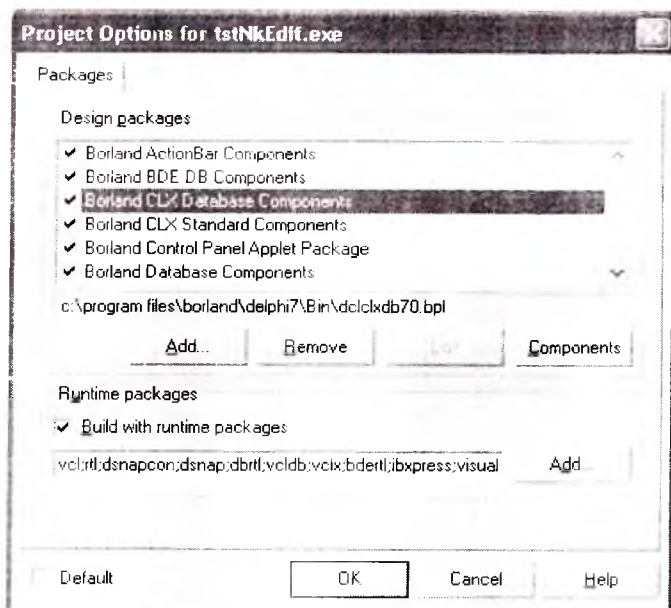 Project Options for tstNkEdit.exe
Packages
Design packages
Borland ActionBar Components
Borland BDE DB Components
Borland CLX Database Components
Borland CLX Standard Components
Borland Control Panel Applet Package
Borland Database Components
c:\program files\borland\delphi7\Bin\dclclxdb70.bpl
Add... Remove Components
Runtime packages
Build with runtime packages
vcl;rtl;dsnapcon;dsnap;dbrtl;vcldb;vclx;bdertl;ibxpress;visual Add...
Default OK Cancel Help